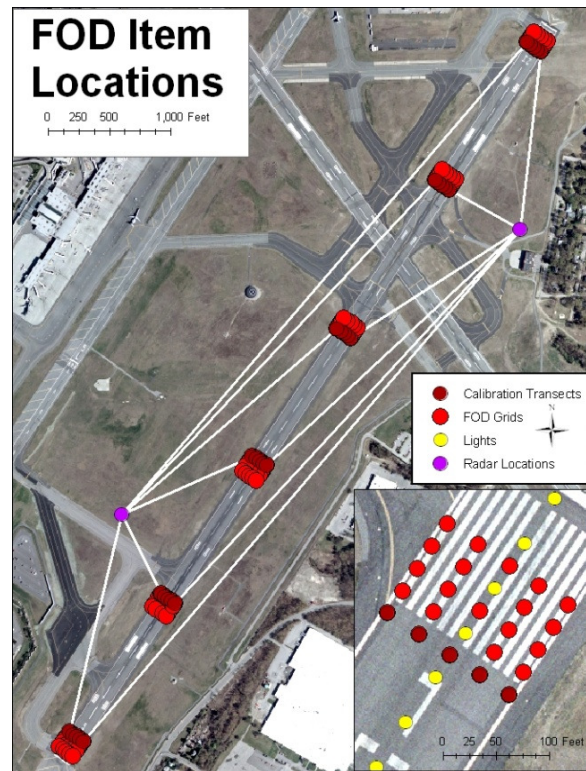 FOD Item
Locations
0 250 500 1,000 Feet
Calibration Transects
FOD Grids
Lights
Radar Locations
N
0 25 50 100
Feet